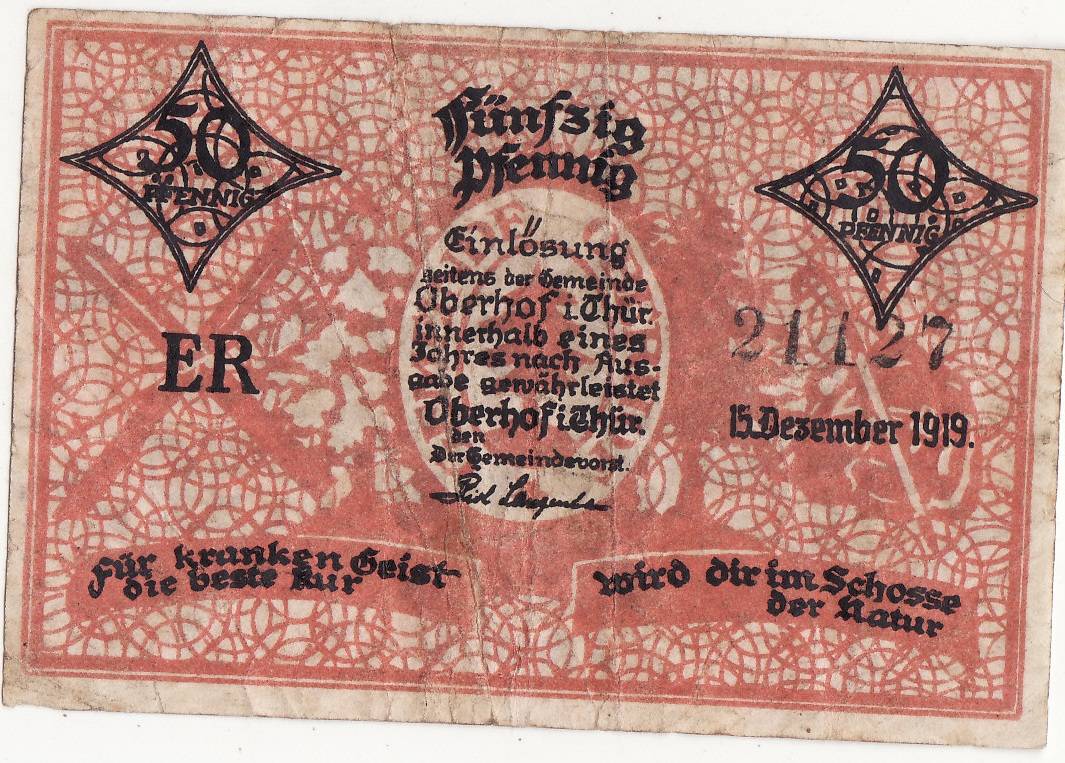 50
PFENNIG
Fünfzig
Pfennig
50
PFENNIG
Einlösung
seitens der Gemeinde
Oberhof i. Thür.
innerhalb eines
Jahres nach Aus-
gabe gewährleistet
Oberhof i. Thür.
den
Der Gemeindevorst.
ER
21127
15. Dezember 1919.
Für kranken Geist
die beste Kur
wird dir im Schosse
der Natur